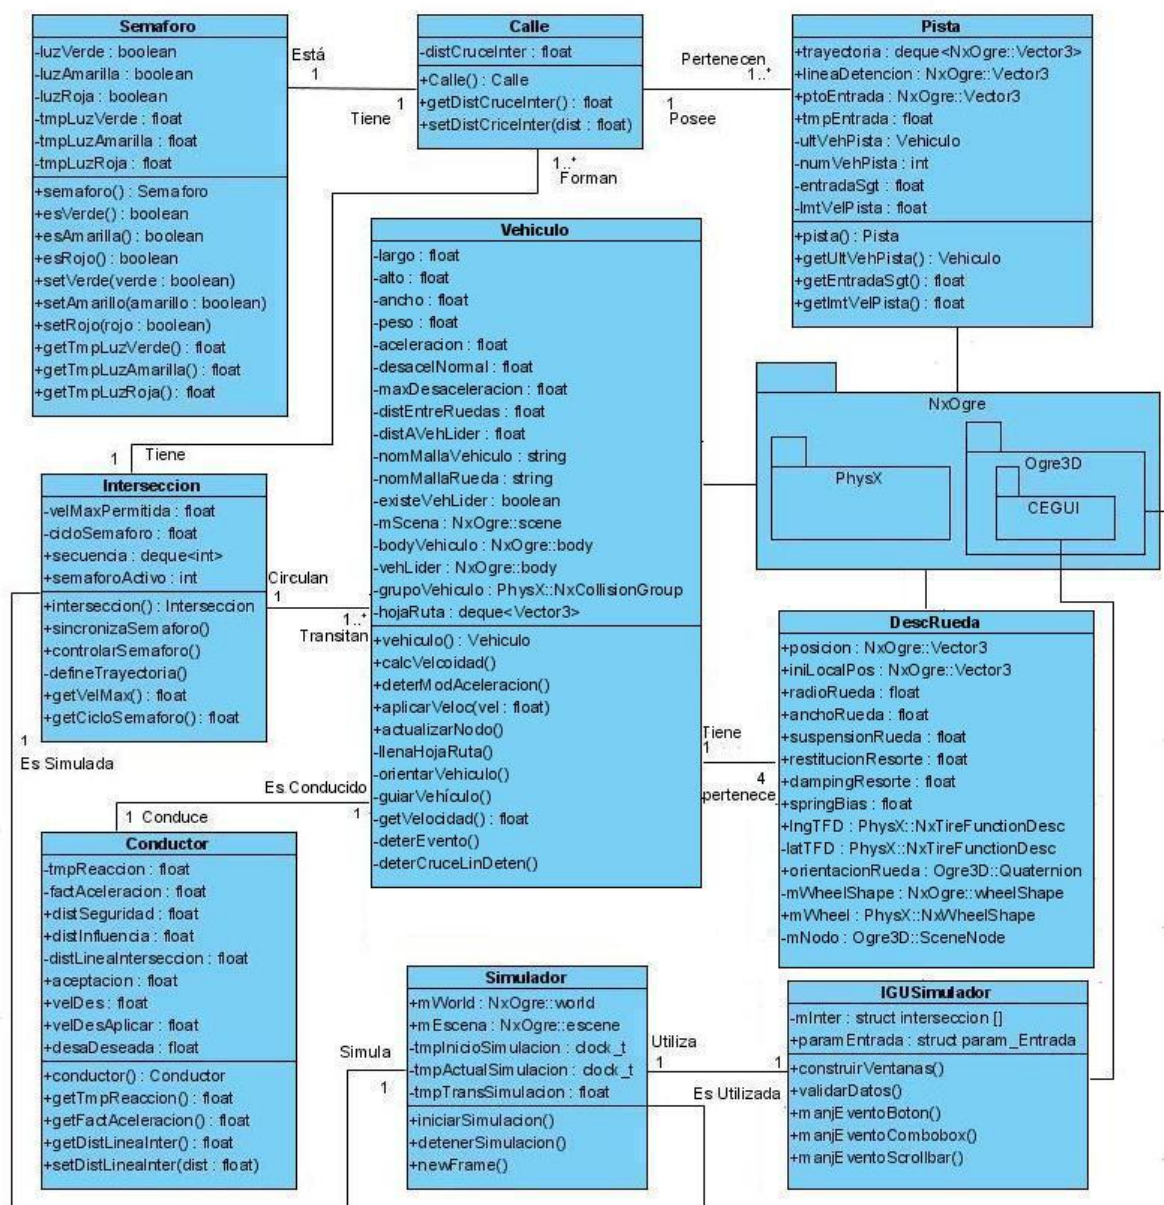 Semaforo
-luzVerde : boolean
-luzAmarilla : boolean
-luzRoja : boolean
-tmpLuzVerde : float
-tmpLuzAmarilla : float
-tmpLuzRoja : float
+semaforo() : Semaforo
+esVerde() : boolean
+esAmarilla() : boolean
+esRojo() : boolean
+setVerde(verde : boolean)
+setAmarillo(amarillo : boolean)
+setRojo(rojo : boolean)
+getTmpLuzVerde() : float
+getTmpLuzAmarilla() : float
+getTmpLuzRoja() : float
Está
1
1
Tiene
Calle
-distCruceInter : float
+Calle() : Calle
+getDistCruceInter() : float
+setDistCriceInter(dist : float)
Pertenecen
1..*
1
Posee
1..*
Forman
Pista
+trayectoria : deque<NxOgre::Vector3>
+lineaDetencion : NxOgre::Vector3
+ptoEntrada : NxOgre::Vector3
+tmpEntrada : float
-ultVehPista : Vehiculo
-numVehPista : int
-entradaSgt : float
-lmtVelPista : float
+pista() : Pista
+getUltVehPista() : Vehiculo
+getEntradaSgt() : float
+getlmtVelPista() : float
Vehiculo
-largo : float
-alto : float
-ancho : float
-peso : float
-aceleracion : float
-desacelNormal : float
-maxDesaceleracion : float
-distEntreRuedas : float
-distAVehLider : float
-nomMallaVehiculo : string
-nomMallaRueda : string
-existeVehLider : boolean
-mScena : NxOgre::scene
-bodyVehiculo : NxOgre::body
-vehLider : NxOgre::body
-grupoVehiculo : PhysX::NxCollisionGroup
-hojaRuta : deque<Vector3>
+vehiculo() : Vehiculo
+calcVelcoidad()
+deterModAceleracion()
+aplicarVeloc(vel : float)
+actualizarNodo()
-llenaHojaRuta()
-orientarVehiculo()
-guiarVehículo()
-getVelocidad() : float
-deterEvento()
-deterCruceLinDeten()
NxOgre
PhysX
Ogre3D
CEGUI
1
Tiene
Interseccion
-velMaxPermitida : float
-cicloSemaforo : float
+secuencia : deque<int>
+semaforoActivo : int
+interseccion() : Interseccion
+sincronizaSemaforo()
+controlarSemaforo()
-defineTrayectoria()
+getVelMax() : float
+getCicloSemaforo() : float
Circulan
1
1..*
Transitan
1
Es Simulada
DescRueda
+posicion : NxOgre::Vector3
+iniLocalPos : NxOgre::Vector3
+radioRueda : float
+anchoRueda : float
+suspensionRueda : float
+restitucionResorte : float
+dampingResorte : float
+springBias : float
+lngTFD : PhysX::NxTireFunctionDesc
-latTFD : PhysX::NxTireFunctionDesc
+orientacionRueda : Ogre3D::Quaternion
-mWheelShape : NxOgre::wheelShape
+mWheel : PhysX::NxWheelShape
-mNodo : Ogre3D::SceneNode
Tiene
1
4
pertenece
Es Conducido
1
1 Conduce
Conductor
-tmpReaccion : float
-factAceleracion : float
+distSeguridad : float
+distInfluencia : float
-distLineaInterseccion : float
+aceptacion : float
+velDes : float
+velDesAplicar : float
+desaDeseada : float
+conductor() : Conductor
+getTmpReaccion() : float
+getFactAceleracion() : float
+getDistLineaInter() : float
+setDistLineaInter(dist : float)
Simula
1
Simulador
+mWorld : NxOgre::world
+mEscena : NxOgre::escene
-tmpInicioSimulacion : clock_t
-tmpActualSimulacion : clock_t
-tmpTransSimulacion : float
+iniciarSimulacion()
+detenerSimulacion()
+newFrame()
Utiliza
1
1
Es Utilizada
IGUSimulador
-mInter : struct interseccion []
+paramEntrada : struct param_Entrada
+construirVentanas()
+validarDatos()
+manjEventoBoton()
+manjEventoCombobox()
+manjEventoScrollbar()